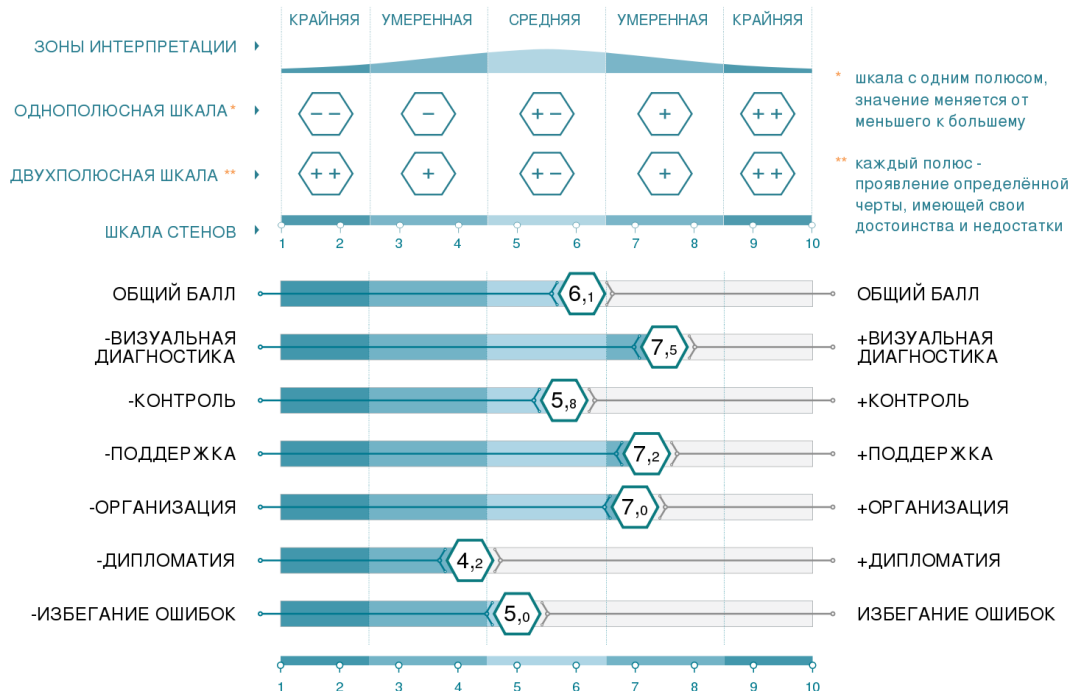 КРАЙНЯЯ УМЕРЕННАЯ СРЕДНЯЯ УМЕРЕННАЯ КРАЙНЯЯ
ЗОНЫ ИНТЕРПРЕТАЦИИ
ОДНОПОЛЮСНАЯ ШКАЛА* − − − + − + + +
ДВУХПОЛЮСНАЯ ШКАЛА ** + + + + − + + +
* шкала с одним полюсом,
значение меняется от
меньшего к большему
** каждый полюс -
проявление определённой
черты, имеющей свои
достоинства и недостатки
ШКАЛА СТЕНОВ
1 2 3 4 5 6 7 8 9 10
ОБЩИЙ БАЛЛ 6,1 ОБЩИЙ БАЛЛ
-ВИЗУАЛЬНАЯ
ДИАГНОСТИКА
7,5
+ВИЗУАЛЬНАЯ
ДИАГНОСТИКА
-КОНТРОЛЬ 5,8 +КОНТРОЛЬ
-ПОДДЕРЖКА 7,2 +ПОДДЕРЖКА
-ОРГАНИЗАЦИЯ 7,0 +ОРГАНИЗАЦИЯ
-ДИПЛОМАТИЯ 4,2 +ДИПЛОМАТИЯ
-ИЗБЕГАНИЕ ОШИБОК 5,0 ИЗБЕГАНИЕ ОШИБОК
1 2 3 4 5 6 7 8 9 10